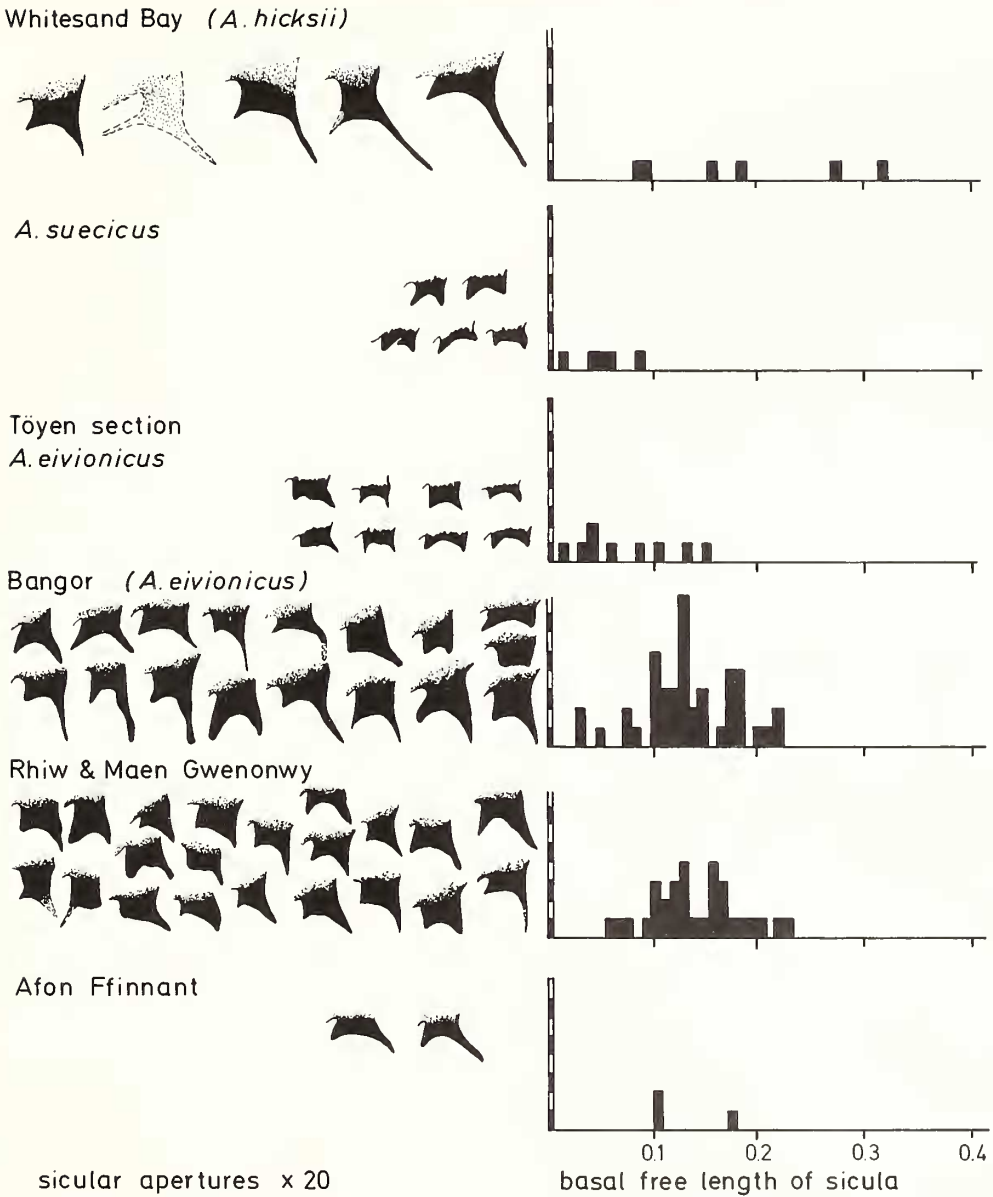 Whitesand Bay (A. hicksii)
A. suecicus
Töyen section
A. eivionicus
Bangor (A. eivionicus)
Rhiw & Maen Gwenonwy
Afon Ffinnant
0.1 0.2 0.3 0.4
sicular apertures x 20
basal free length of sicula